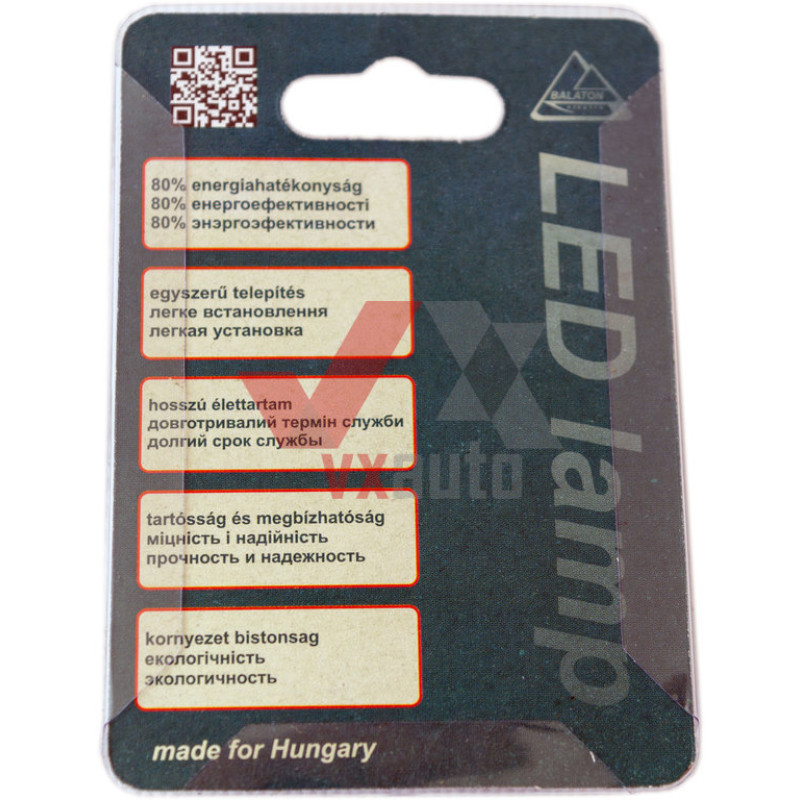 BALATON
LED lamp
80% energiahatékonyság
80% енергоефективності
80% энэргоэфективности
egyszerű telepítés
легке встановлення
легкая установка
hosszú élettartam
довготривалий термін служби
долгий срок службы
vxauto
tartósság és megbízhatóság
міцність і надійність
прочность и надежность
kornyezet bistonsag
екологічність
экологичность
made for Hungary